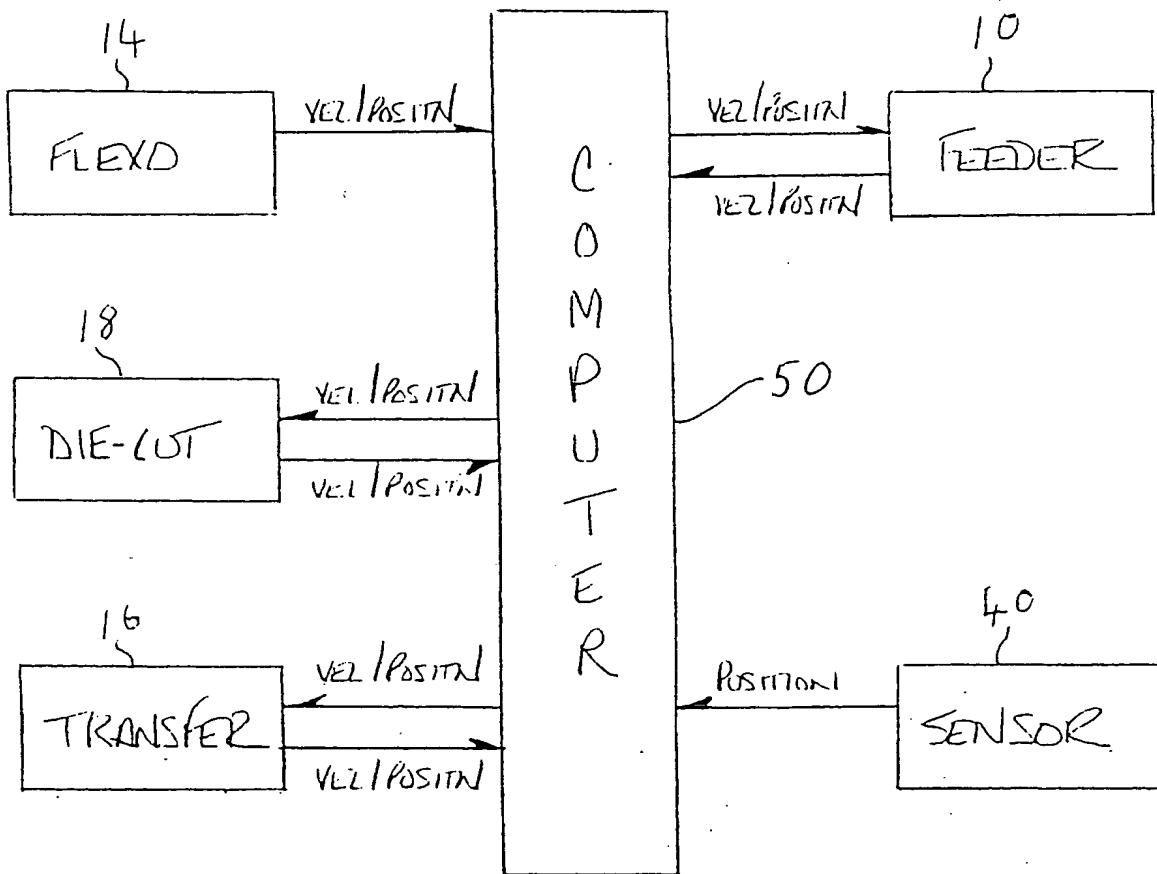 14
FLEXO
VEL/POSITN
18
DIE-CUT
VEL/POSITN
VEL/POSITN
16
TRANSFER
VEL/POSITN
VEL/POSITN
COMPUTER
50
10
FEEDER
VEL/POSITN
VEL/POSITN
40
SENSOR
POSITION